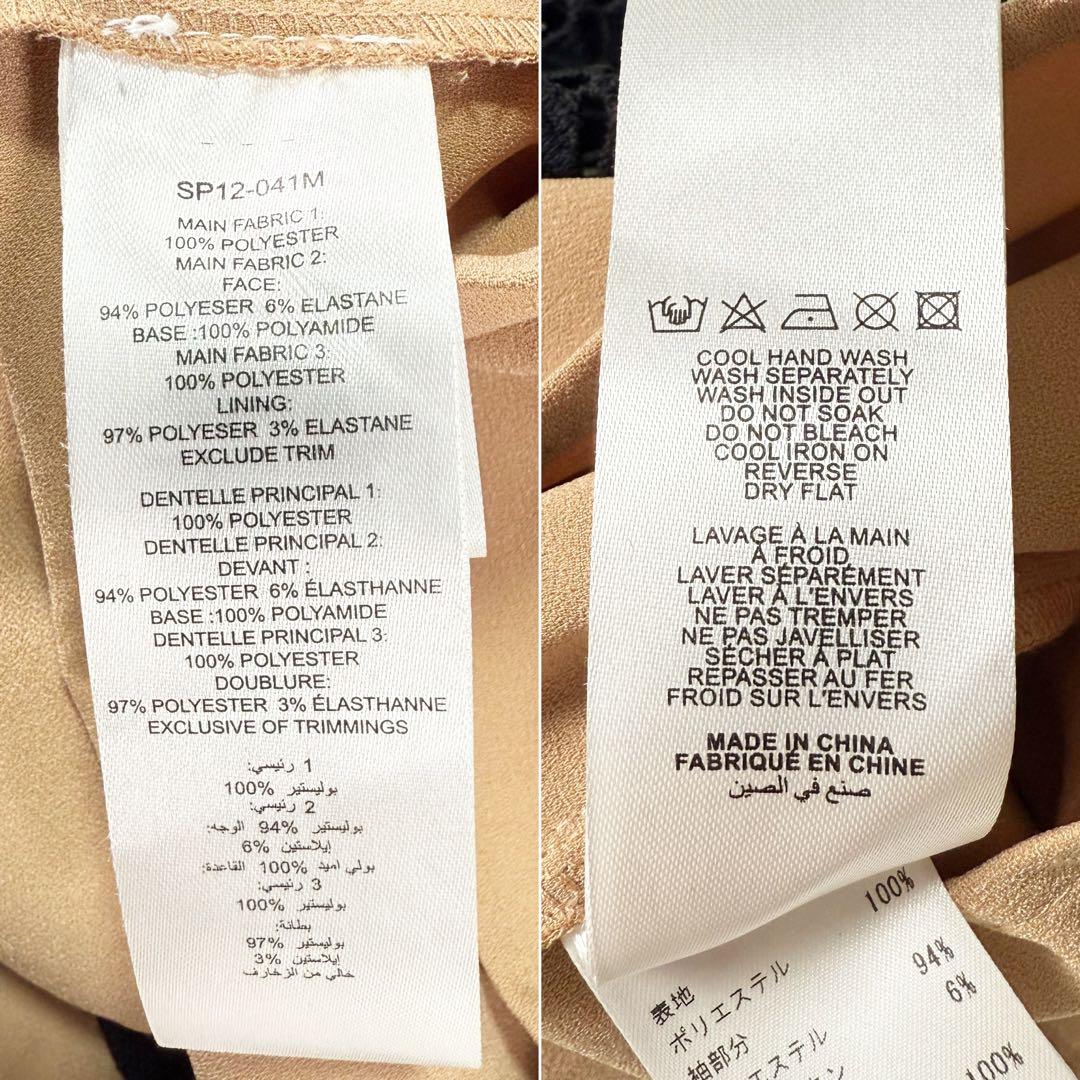 SP12-041M
MAIN FABRIC 1:
100% POLYESTER
MAIN FABRIC 2:
FACE:
94% POLYESER 6% ELASTANE
BASE :100% POLYAMIDE
MAIN FABRIC 3:
100% POLYESTER
LINING:
97% POLYESER 3% ELASTANE
EXCLUDE TRIM
DENTELLE PRINCIPAL 1:
100% POLYESTER
DENTELLE PRINCIPAL 2:
DEVANT :
94% POLYESTER 6% ÉLASTHANNE
BASE :100% POLYAMIDE
DENTELLE PRINCIPAL 3:
100% POLYESTER
DOUBLURE:
97% POLYESTER 3% ÉLASTHANNE
EXCLUSIVE OF TRIMMINGS
1 رئيسي:
بوليستير %100
2 رئيسي:
بوليستير %94 الوجه:
إيلاستين %6
بولي اميد %100 القاعدة:
3 رئيسي:
بوليستير %100
بطانة:
بوليستير %97
إيلاستين %3
خالي من الزخارف
COOL HAND WASH
WASH SEPARATELY
WASH INSIDE OUT
DO NOT SOAK
DO NOT BLEACH
COOL IRON ON
REVERSE
DRY FLAT
LAVAGE À LA MAIN
À FROID
LAVER SÉPARÉMENT
LAVER À L'ENVERS
NE PAS TREMPER
NE PAS JAVELLISER
SÉCHER À PLAT
REPASSER AU FER
FROID SUR L'ENVERS
MADE IN CHINA
FABRIQUÉ EN CHINE
صنع في الصين
表地
ポリエステル 100%
袖部分
エステル 94%
6%
100%